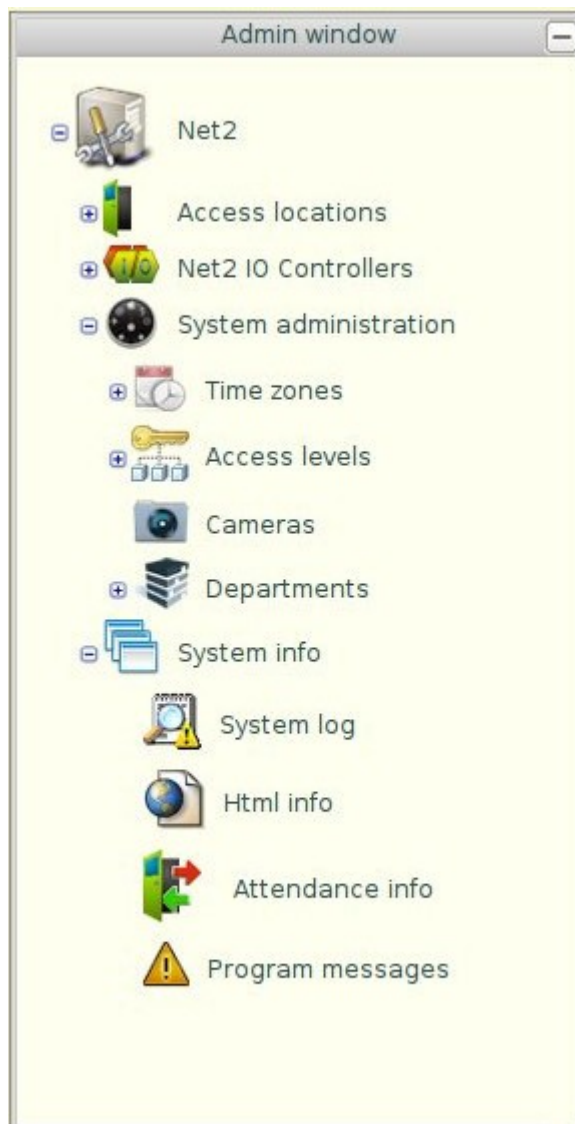 Admin window
Net2
Access locations
I/O
Net2 IO Controllers
System administration
Time zones
Access levels
Cameras
Departments
System info
System log
Html info
Attendance info
Program messages